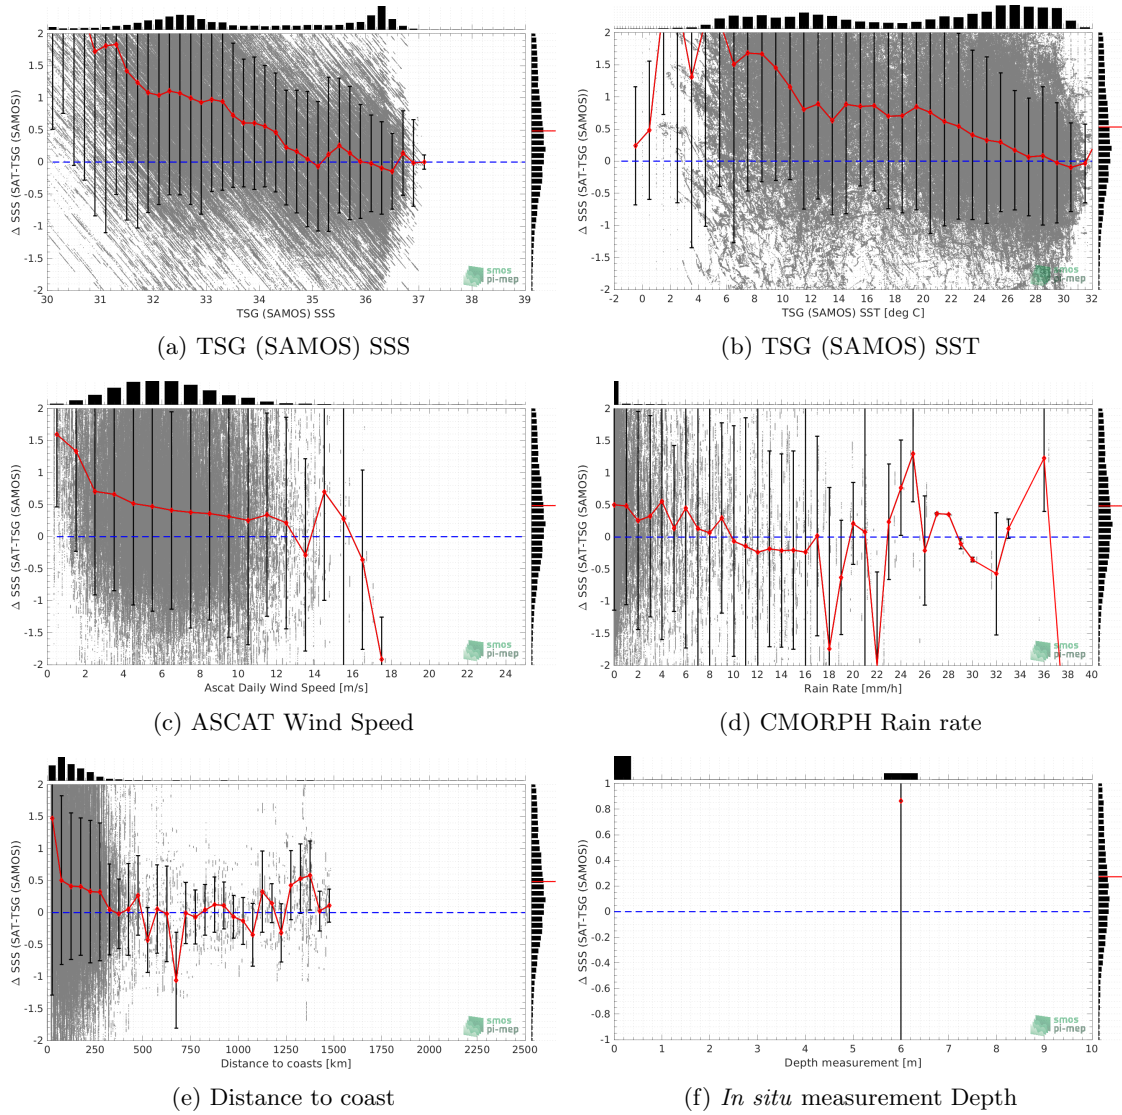 2
1.5
1
0.5
0
-0.5
-1
-1.5
-2
Δ SSS (SAT-TSG (SAMOS))
30 31 32 33 34 35 36 37 38 39
TSG (SAMOS) SSS
smos
pi-mep
(a) TSG (SAMOS) SSS
2
1.5
1
0.5
0
-0.5
-1
-1.5
-2
Δ SSS (SAT-TSG (SAMOS))
-2 0 2 4 6 8 10 12 14 16 18 20 22 24 26 28 30 32
TSG (SAMOS) SST [deg C]
smos
pi-mep
(b) TSG (SAMOS) SST
2
1.5
1
0.5
0
-0.5
-1
-1.5
-2
Δ SSS (SAT-TSG (SAMOS))
0 2 4 6 8 10 12 14 16 18 20 22 24
Ascat Daily Wind Speed [m/s]
smos
pi-mep
(c) ASCAT Wind Speed
2
1.5
1
0.5
0
-0.5
-1
-1.5
-2
Δ SSS (SAT-TSG (SAMOS))
0 2 4 6 8 10 12 14 16 18 20 22 24 26 28 30 32 34 36 38 40
Rain Rate [mm/h]
smos
pi-mep
(d) CMORPH Rain rate
2
1.5
1
0.5
0
-0.5
-1
-1.5
-2
Δ SSS (SAT-TSG (SAMOS))
0 250 500 750 1000 1250 1500 1750 2000 2250 2500
Distance to coasts [km]
smos
pi-mep
(e) Distance to coast
1
0.8
0.6
0.4
0.2
0
-0.2
-0.4
-0.6
-0.8
-1
Δ SSS (SAT-TSG (SAMOS))
0 1 2 3 4 5 6 7 8 9 10
Depth measurement [m]
smos
pi-mep
(f) In situ measurement Depth